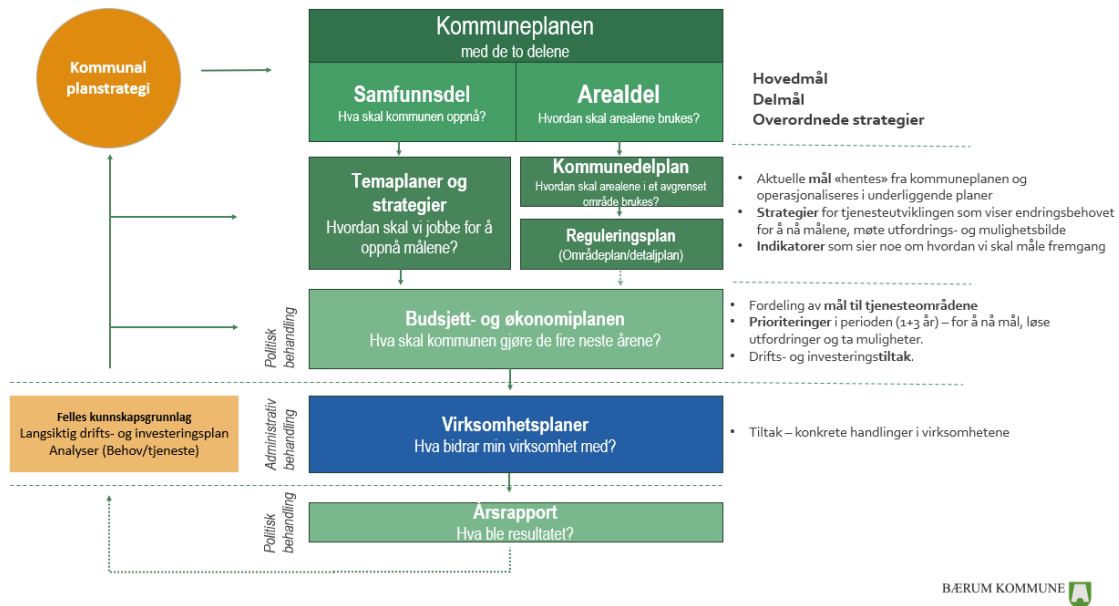 Kommunal
planstrategi
Kommuneplanen
med de to delene
Samfunnsdel
Hva skal kommunen oppnå?
Arealdel
Hvordan skal arealene brukes?
Hovedmål
Delmål
Overordnede strategier
Temaplaner og
strategier
Hvordan skal vi jobbe for å
oppnå målene?
Kommunedelplan
Hvordan skal arealene i et avgrenset
område brukes?
Reguleringsplan
(Områdeplan/detaljplan)
• Aktuelle mål «hentes» fra kommuneplanen og
operasjonaliseres i underliggende planer
• Strategier for tjenesteutviklingen som viser endringsbehovet
for å nå målene, møte utfordrings- og mulighetsbilde
• Indikatorer som sier noe om hvordan vi skal måle fremgang
Politisk
behandling
Budsjett- og økonomiplanen
Hva skal kommunen gjøre de fire neste årene?
• Fordeling av mål til tjenesteområdene
• Prioriteringer i perioden (1+3 år) – for å nå mål, løse
utfordringer og ta muligheter.
• Drifts- og investeringstiltak.
Felles kunnskapsgrunnlag
Langsiktig drifts- og investeringsplan
Analyser (Behov/tjeneste)
Administrativ
behandling
Virksomhetsplaner
Hva bidrar min virksomhet med?
• Tiltak – konkrete handlinger i virksomhetene
Politisk
behandling
Årsrapport
Hva ble resultatet?
BÆRUM KOMMUNE